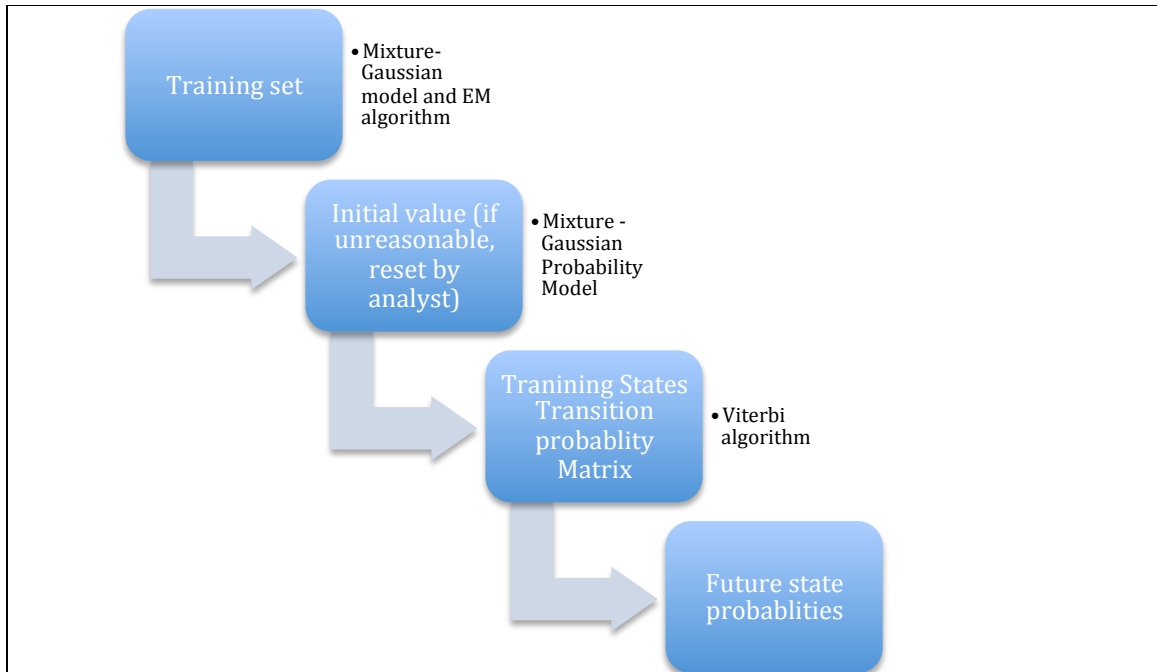 Training set
• Mixture-
Gaussian
model and EM
algorithm
Initial value (if
unreasonable,
reset by
analyst)
• Mixture -
Gaussian
Probability
Model
Tranining States
Transition
probablity
Matrix
• Viterbi
algorithm
Future state
probablities